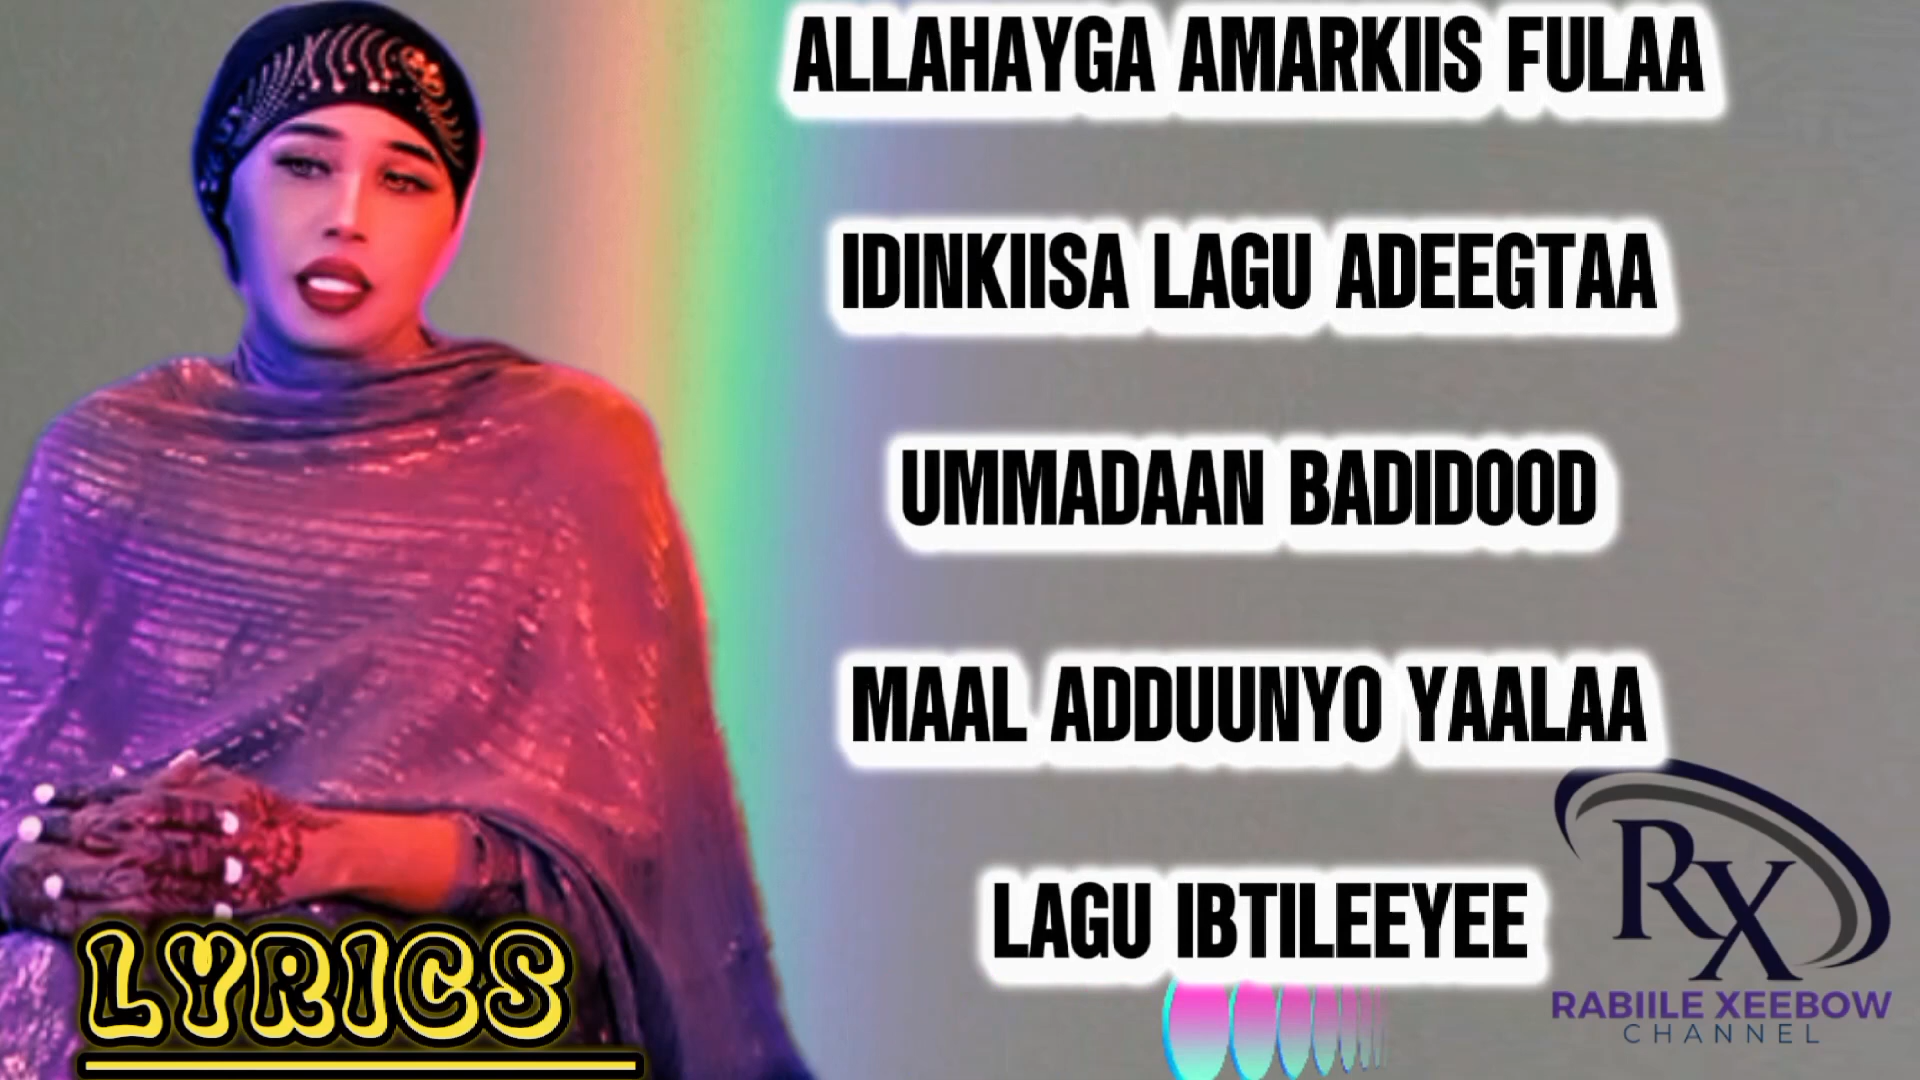 ALLAHAYGA AMARKIIS FULAA
IDINKIISA LAGU ADEEGTAA
UMMADAAN BADIDOOD
MAAL ADDUUNYO YAALAA
LAGU IBTILEEYEE
LYRICS
RX
RABIILE XEEBOW
CHANNEL